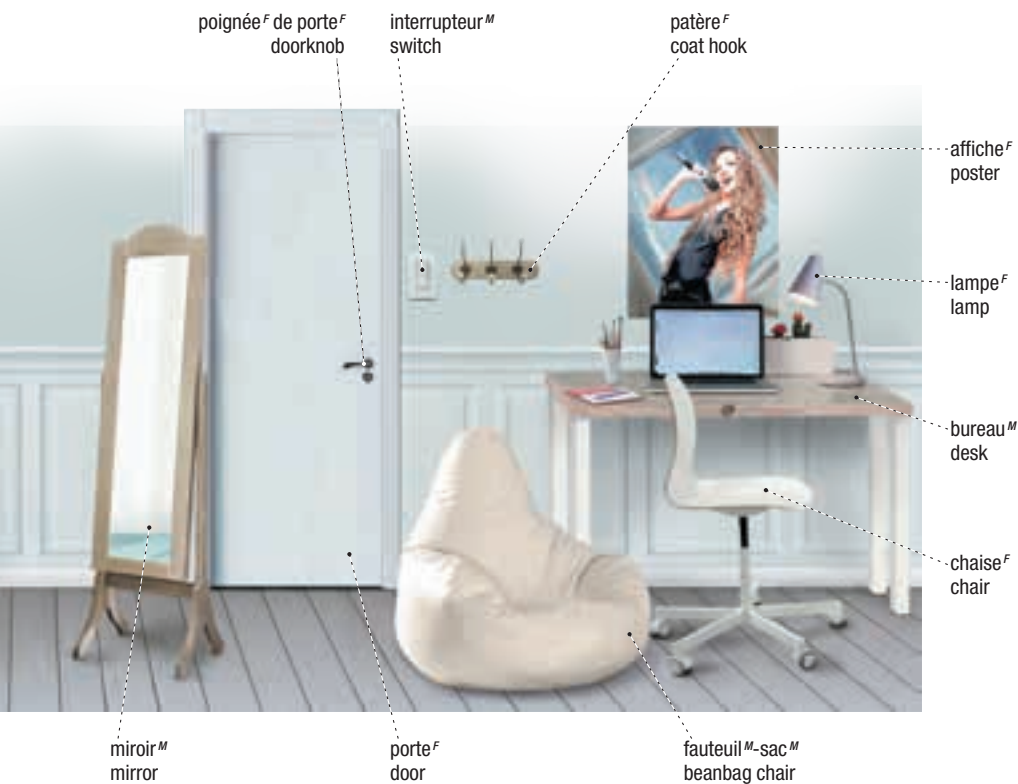 poignéeF de porteF
doorknob
interrupteurM
switch
patèreF
coat hook
afficheF
poster
lampeF
lamp
bureauM
desk
chaiseF
chair
miroirM
mirror
porteF
door
fauteuilM-sacM
beanbag chair